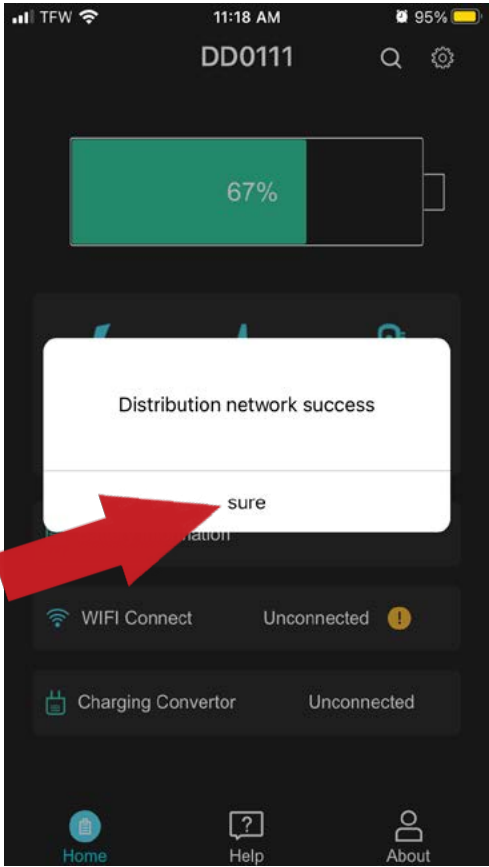 TFW 11:18 AM 95%
DD0111
67%
Distribution network success
sure
WIFI Connect Unconnected !
Charging Convertor Unconnected
?
Home Help About